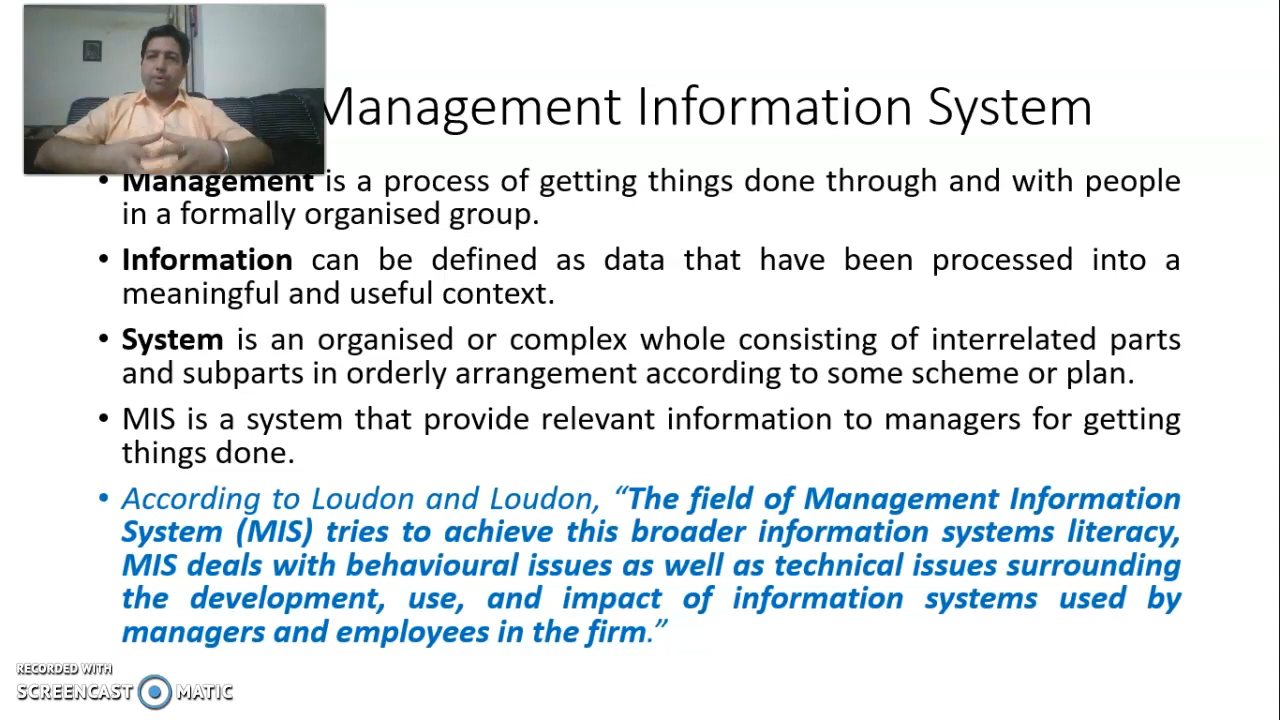 Management Information System
• Management is a process of getting things done through and with people
in a formally organised group.
• Information can be defined as data that have been processed into a
meaningful and useful context.
• System is an organised or complex whole consisting of interrelated parts
and subparts in orderly arrangement according to some scheme or plan.
• MIS is a system that provide relevant information to managers for getting
things done.
• According to Loudon and Loudon, “The field of Management Information
System (MIS) tries to achieve this broader information systems literacy,
MIS deals with behavioural issues as well as technical issues surrounding
the development, use, and impact of information systems used by
managers and employees in the firm.”
RECORDED WITH
SCREENCAST MATIC